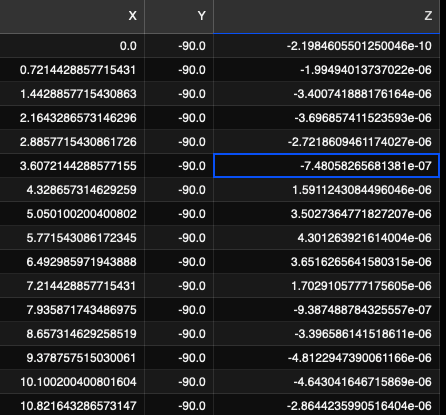 X Y Z
0.0 -90.0 -2.1984605501250046e-10
0.7214428857715431 -90.0 -1.99494013737022e-06
1.4428857715430863 -90.0 -3.400741888176164e-06
2.1643286573146296 -90.0 -3.696857411523593e-06
2.8857715430861726 -90.0 -2.7218609461174027e-06
3.6072144288577155 -90.0 -7.48058265681381e-07
4.328657314629259 -90.0 1.5911243084496046e-06
5.050100200400802 -90.0 3.5027364771827207e-06
5.771543086172345 -90.0 4.301263921614004e-06
6.492985971943888 -90.0 3.6516265641580315e-06
7.214428857715431 -90.0 1.7029105777175605e-06
7.935871743486975 -90.0 -9.387488784325557e-07
8.657314629258519 -90.0 -3.396586141518611e-06
9.378757515030061 -90.0 -4.8122947390061166e-06
10.100200400801604 -90.0 -4.643041646715869e-06
10.821643286573147 -90.0 -2.8644235990516404e-06